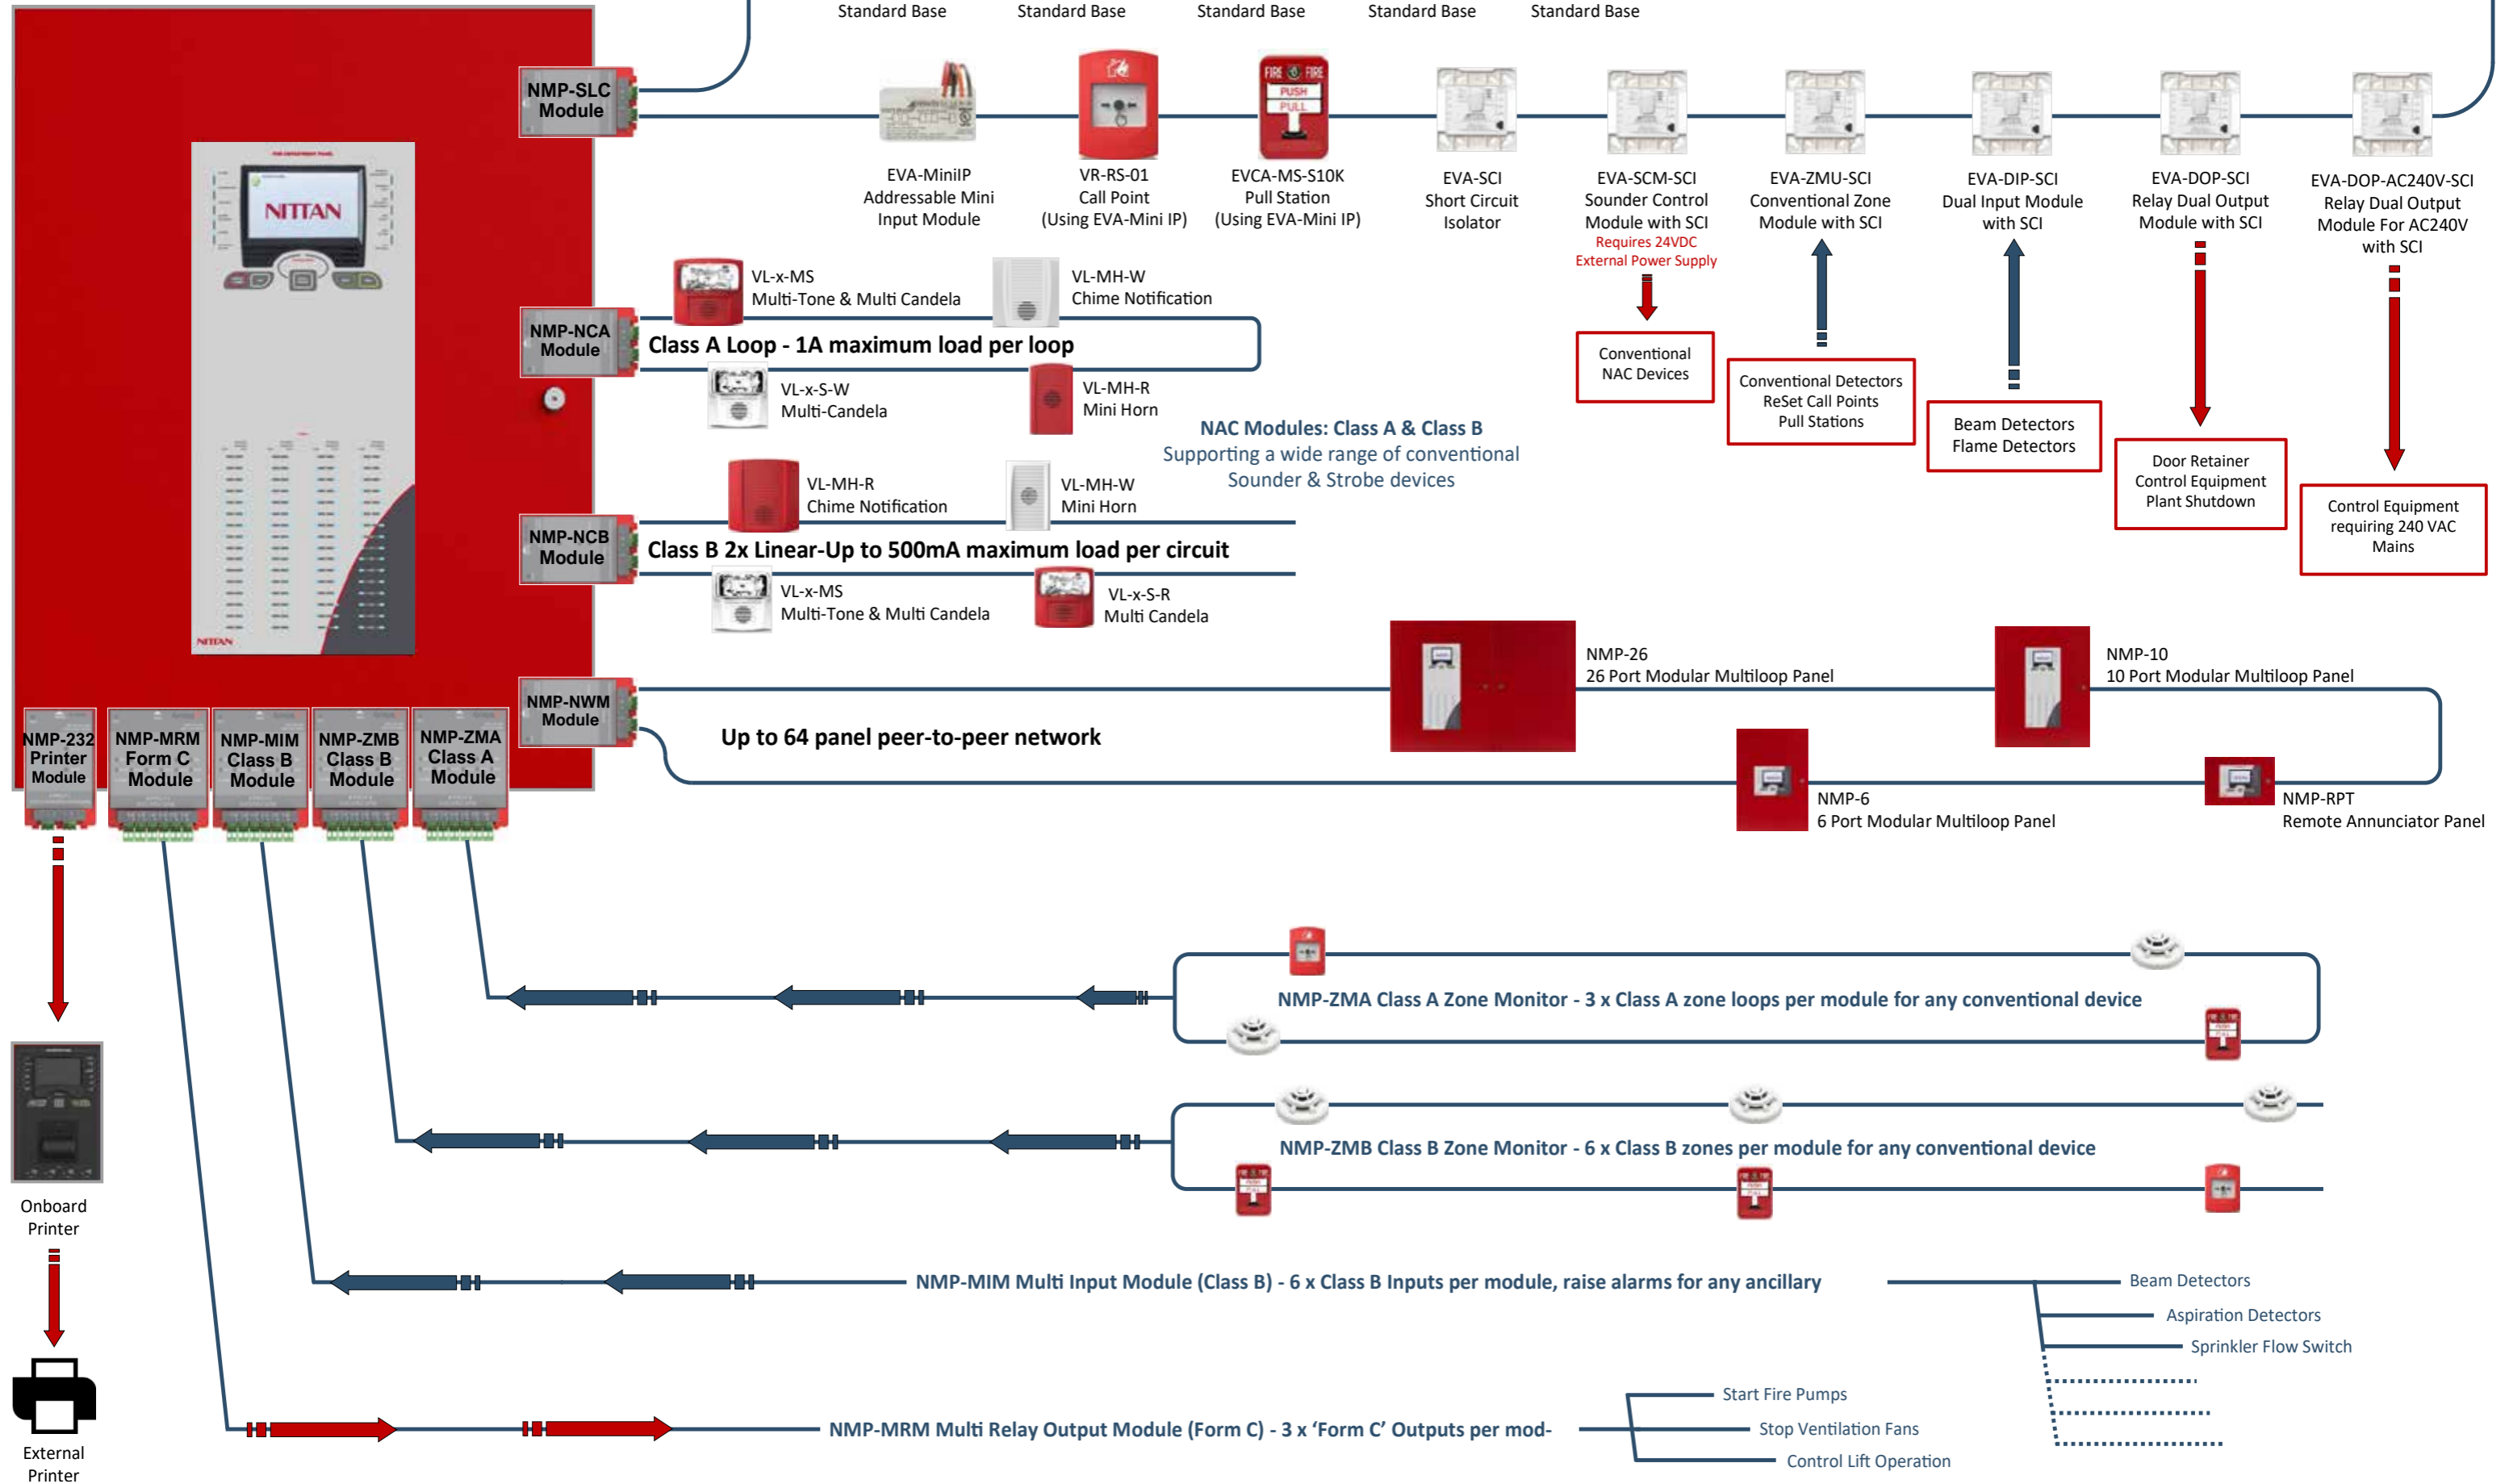 Standard Base
Standard Base
Standard Base
Standard Base
Standard Base
NMP-SLC
Module
FIRE FIRE
PUSH
PULL
EVA-MiniIP
Addressable Mini
Input Module
VR-RS-01
Call Point
(Using EVA-Mini IP)
EVCA-MS-S10K
Pull Station
(Using EVA-Mini IP)
EVA-SCI
Short Circuit
Isolator
EVA-SCM-SCI
Sounder Control
Module with SCI
Requires 24VDC
External Power Supply
EVA-ZMU-SCI
Conventional Zone
Module with SCI
EVA-DIP-SCI
Dual Input Module
with SCI
EVA-DOP-SCI
Relay Dual Output
Module with SCI
EVA-DOP-AC240V-SCI
Relay Dual Output
Module For AC240V
with SCI
NITTAN
VL-x-MS
Multi-Tone & Multi Candela
VL-MH-W
Chime Notification
NMP-NCA
Module
Class A Loop - 1A maximum load per loop
VL-x-S-W
Multi-Candela
VL-MH-R
Mini Horn
Conventional
NAC Devices
Conventional Detectors
ReSet Call Points
Pull Stations
Beam Detectors
Flame Detectors
Door Retainer
Control Equipment
Plant Shutdown
Control Equipment
requiring 240 VAC
Mains
NAC Modules: Class A & Class B
Supporting a wide range of conventional
Sounder & Strobe devices
VL-MH-R
Chime Notification
VL-MH-W
Mini Horn
NMP-NCB
Module
Class B 2x Linear-Up to 500mA maximum load per circuit
VL-x-MS
Multi-Tone & Multi Candela
VL-x-S-R
Multi Candela
NITTAN
NMP-26
26 Port Modular Multiloop Panel
NMP-10
10 Port Modular Multiloop Panel
NMP-NWM
Module
Up to 64 panel peer-to-peer network
NMP-6
6 Port Modular Multiloop Panel
NMP-RPT
Remote Annunciator Panel
NMP-232
Printer
Module
NMP-MRM
Form C
Module
NMP-MIM
Class B
Module
NMP-ZMB
Class B
Module
NMP-ZMA
Class A
Module
NMP-ZMA Class A Zone Monitor - 3 x Class A zone loops per module for any conventional device
NMP-ZMB Class B Zone Monitor - 6 x Class B zones per module for any conventional device
Onboard
Printer
NMP-MIM Multi Input Module (Class B) - 6 x Class B Inputs per module, raise alarms for any ancillary
Beam Detectors
Aspiration Detectors
Sprinkler Flow Switch
NMP-MRM Multi Relay Output Module (Form C) - 3 x ‘Form C’ Outputs per mod-
Start Fire Pumps
Stop Ventilation Fans
Control Lift Operation
External
Printer